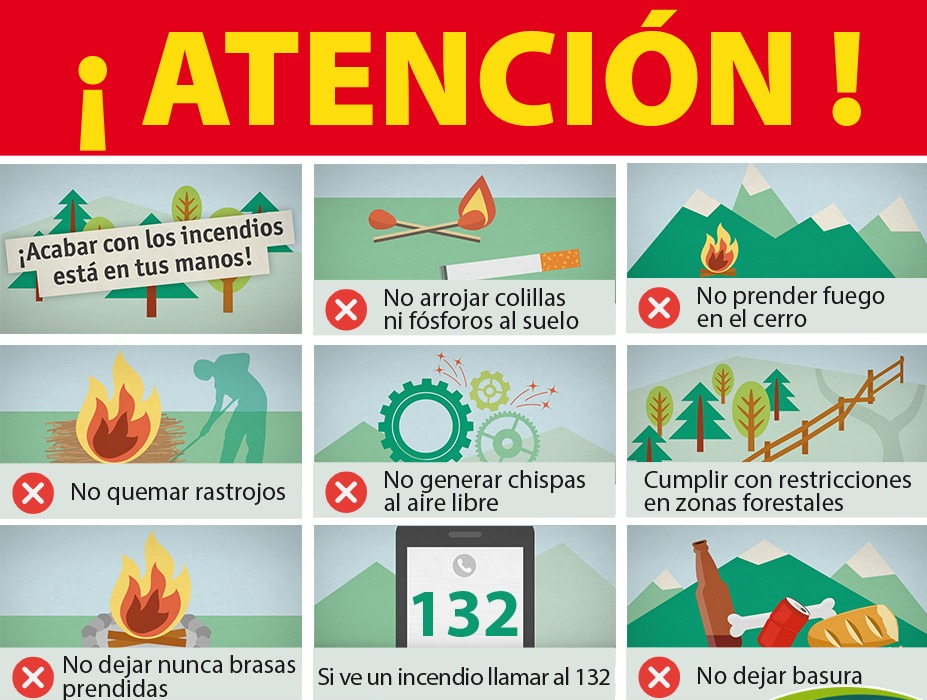 ¡ATENCIÓN!
¡Acabar con los incendios
está en tus manos!
No arrojar colillas
ni fósforos al suelo
No prender fuego
en el cerro
No quemar rastrojos
No generar chispas
al aire libre
Cumplir con restricciones
en zonas forestales
No dejar nunca brasas
prendidas
132
Si ve un incendio llamar al 132
No dejar basura